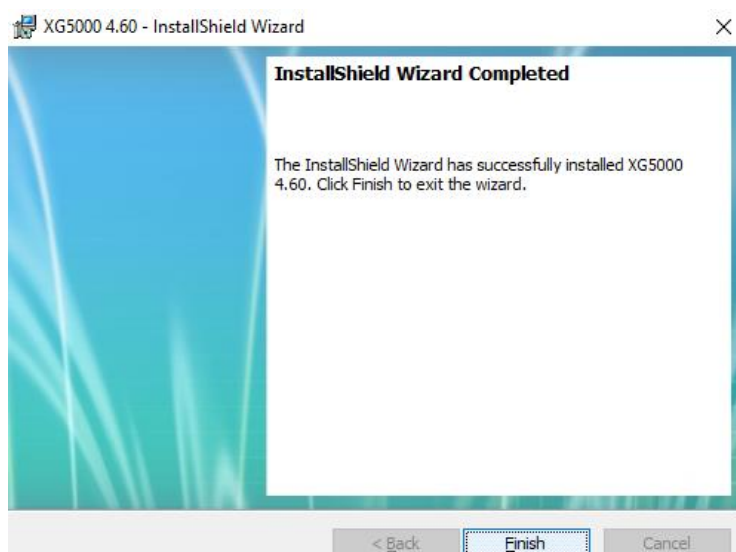 XG5000 4.60 - InstallShield Wizard
InstallShield Wizard Completed
The InstallShield Wizard has successfully installed XG5000
4.60. Click Finish to exit the wizard.
< Back Finish Cancel